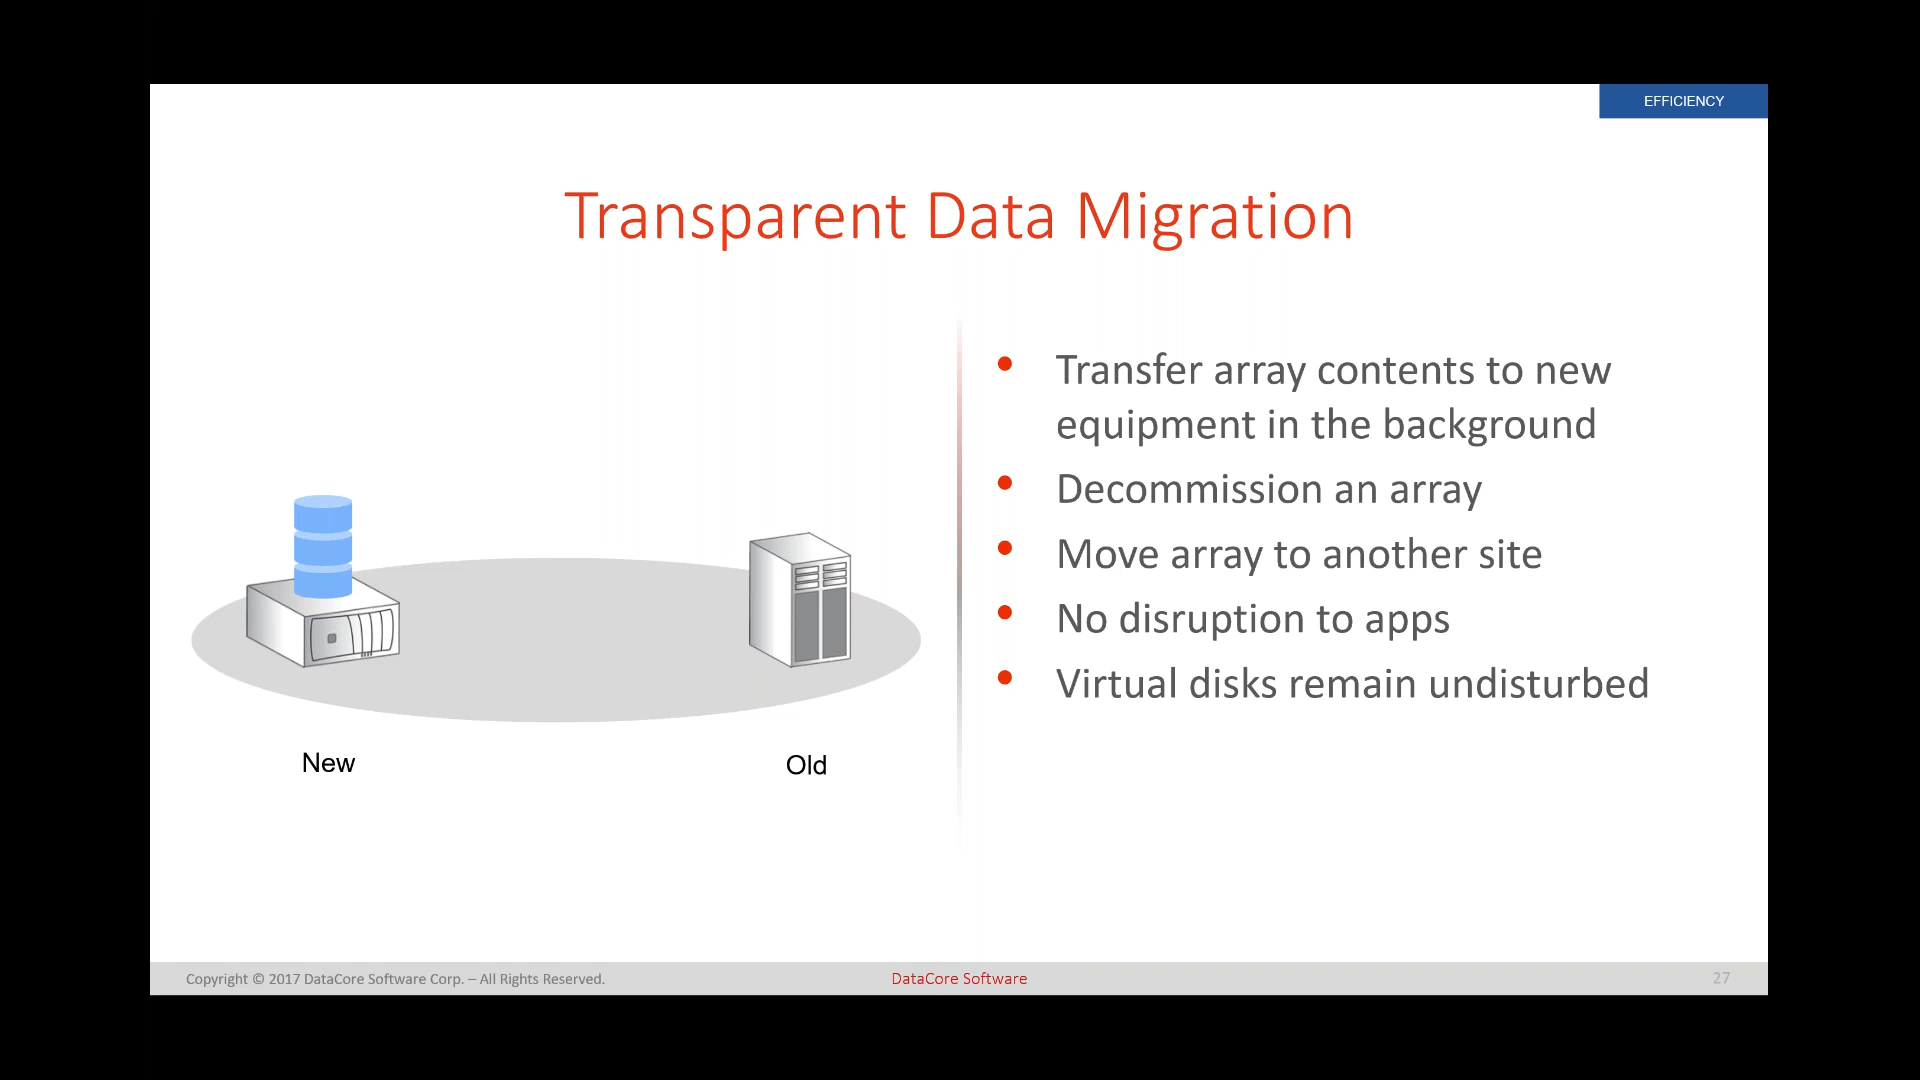 EFFICIENCY
Transparent Data Migration
• Transfer array contents to new
equipment in the background
• Decommission an array
• Move array to another site
• No disruption to apps
• Virtual disks remain undisturbed
New
Old
Copyright © 2017 DataCore Software Corp. – All Rights Reserved.
DataCore Software
27